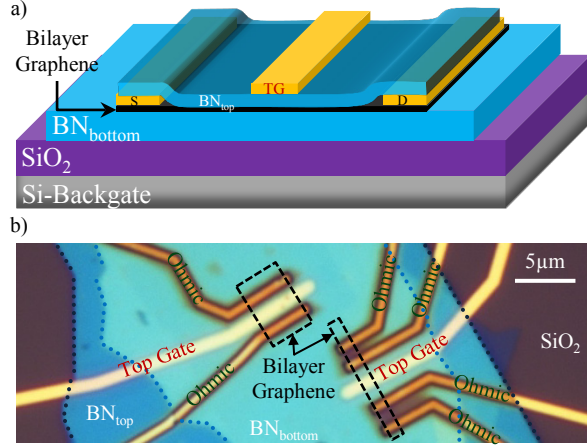 a)
Bilayer
Graphene
S
TG
D
BNtop
BNbottom
SiO2
Si-Backgate
b)
Ohmic
Ohmic
Ohmic
5µm
Top Gate
Top Gate
SiO2
Bilayer
Graphene
Ohmic
Ohmic
BNtop
BNbottom
Ohmic